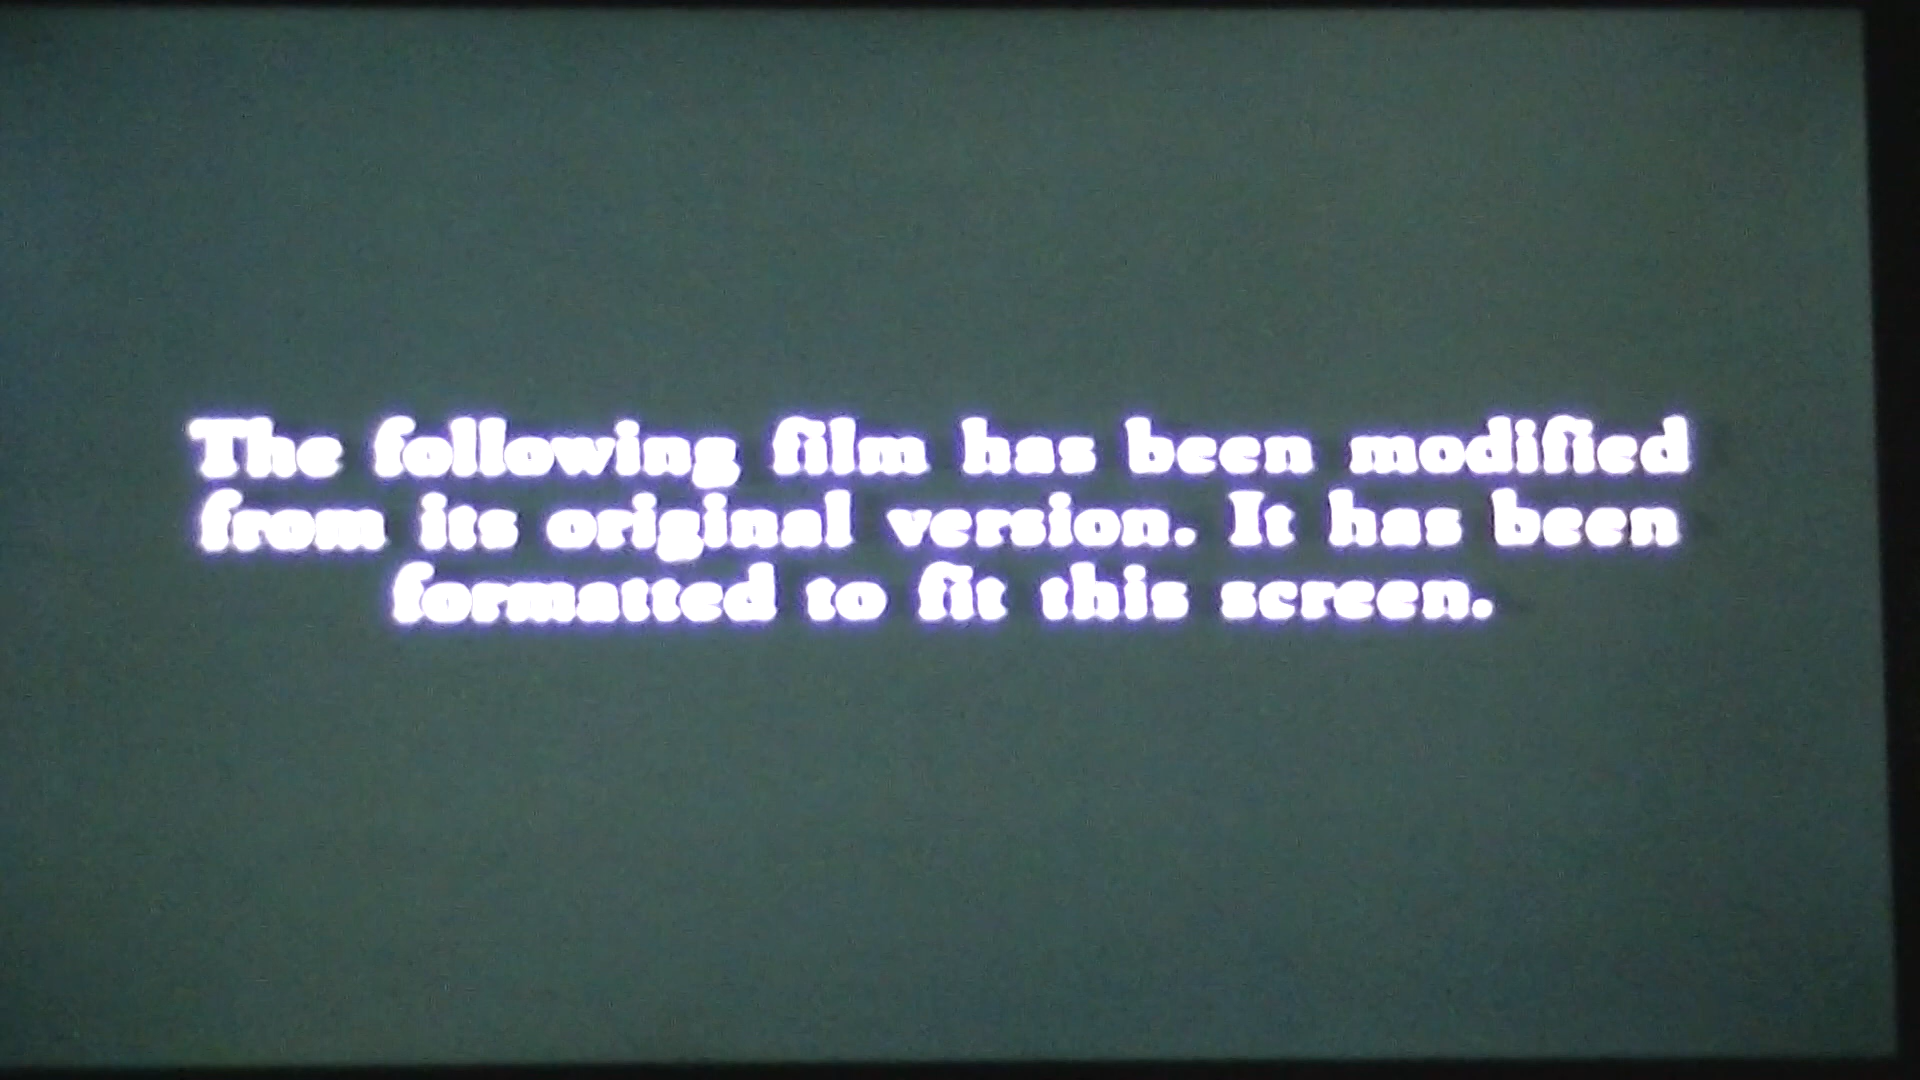 The following film has been modified
from its original version. It has been
formatted to fit this screen.